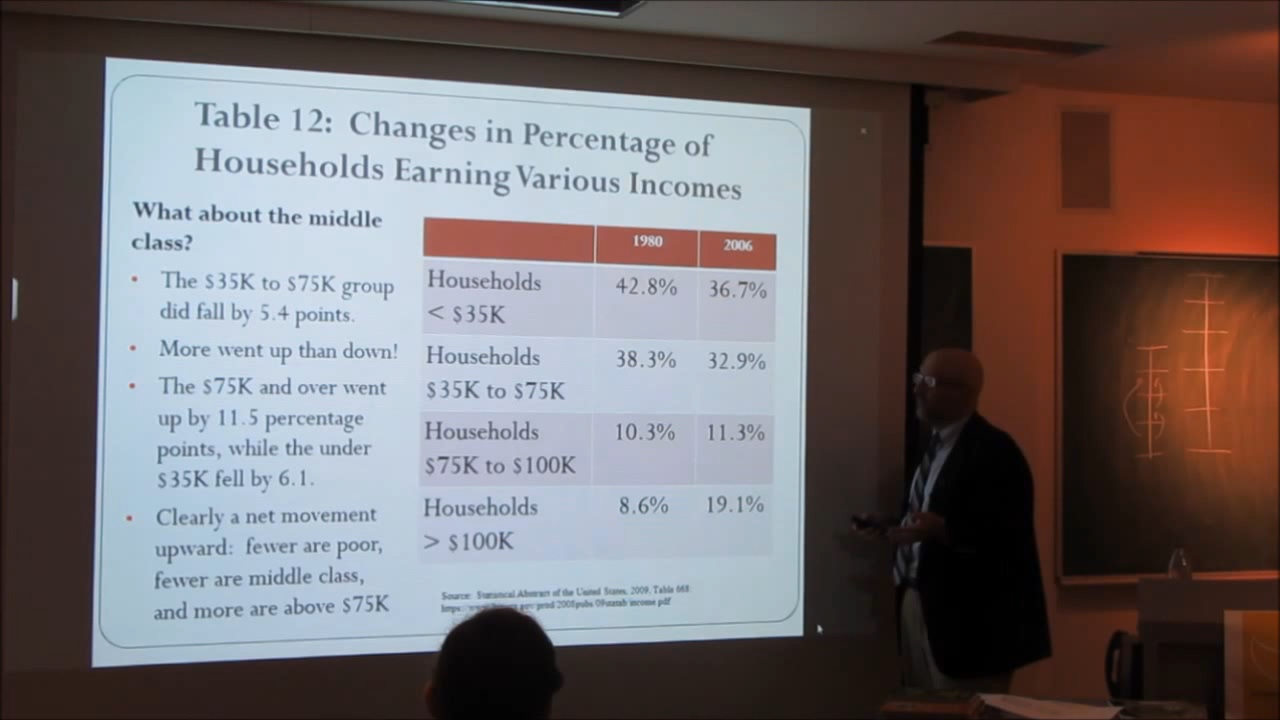 Table 12: Changes in Percentage of
Households Earning Various Incomes
What about the middle
class?
• The $35K to $75K group
did fall by 5.4 points.
• More went up than down!
• The $75K and over went
up by 11.5 percentage
points, while the under
$35K fell by 6.1.
• Clearly a net movement
upward: fewer are poor,
fewer are middle class,
and more are above $75K
1980 2006
Households
< $35K
42.8% 36.7%
Households
$35K to $75K
38.3% 32.9%
Households
$75K to $100K
10.3% 11.3%
Households
> $100K
8.6% 19.1%
Source: Statistical Abstract of the United States, 2009, Table 668